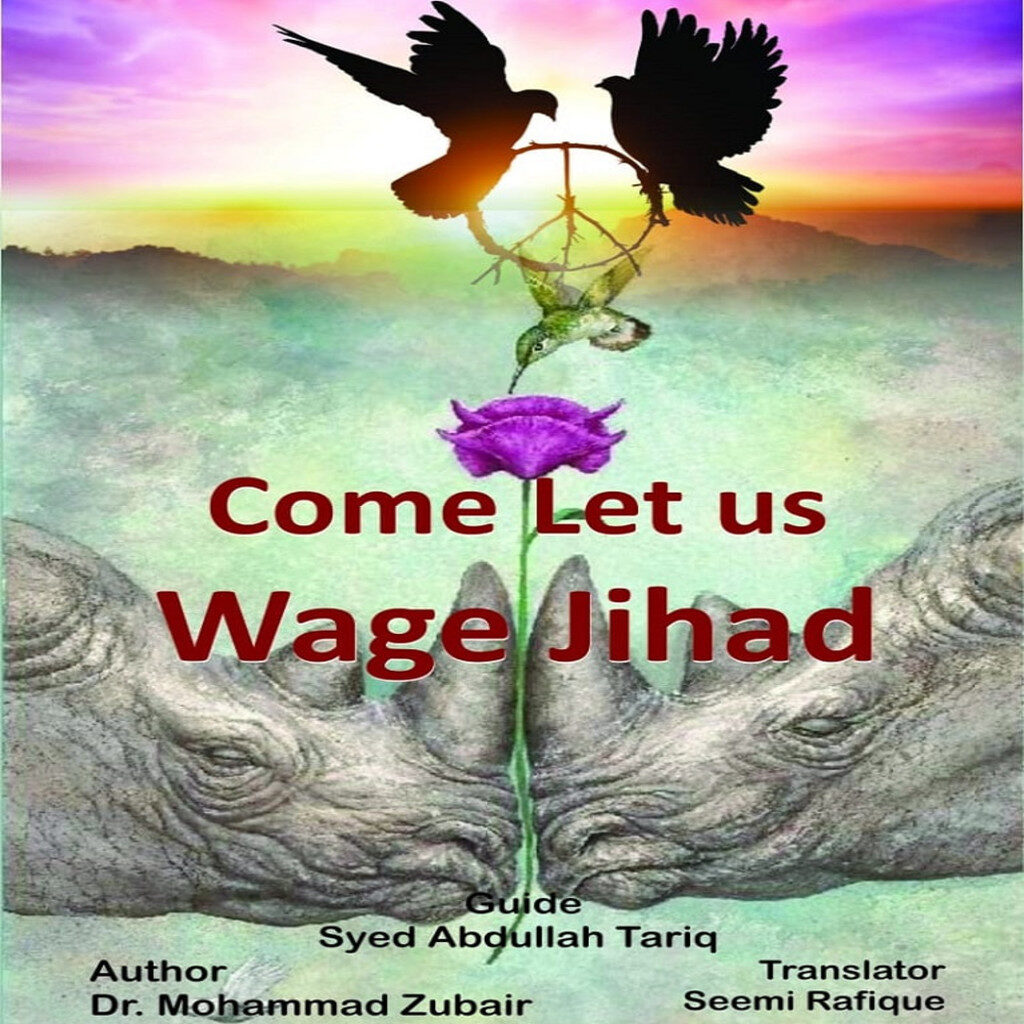 Come Let us
Wage Jihad
Guide
Syed Abdullah Tariq
Author
Dr. Mohammad Zubair
Translator
Seemi Rafique